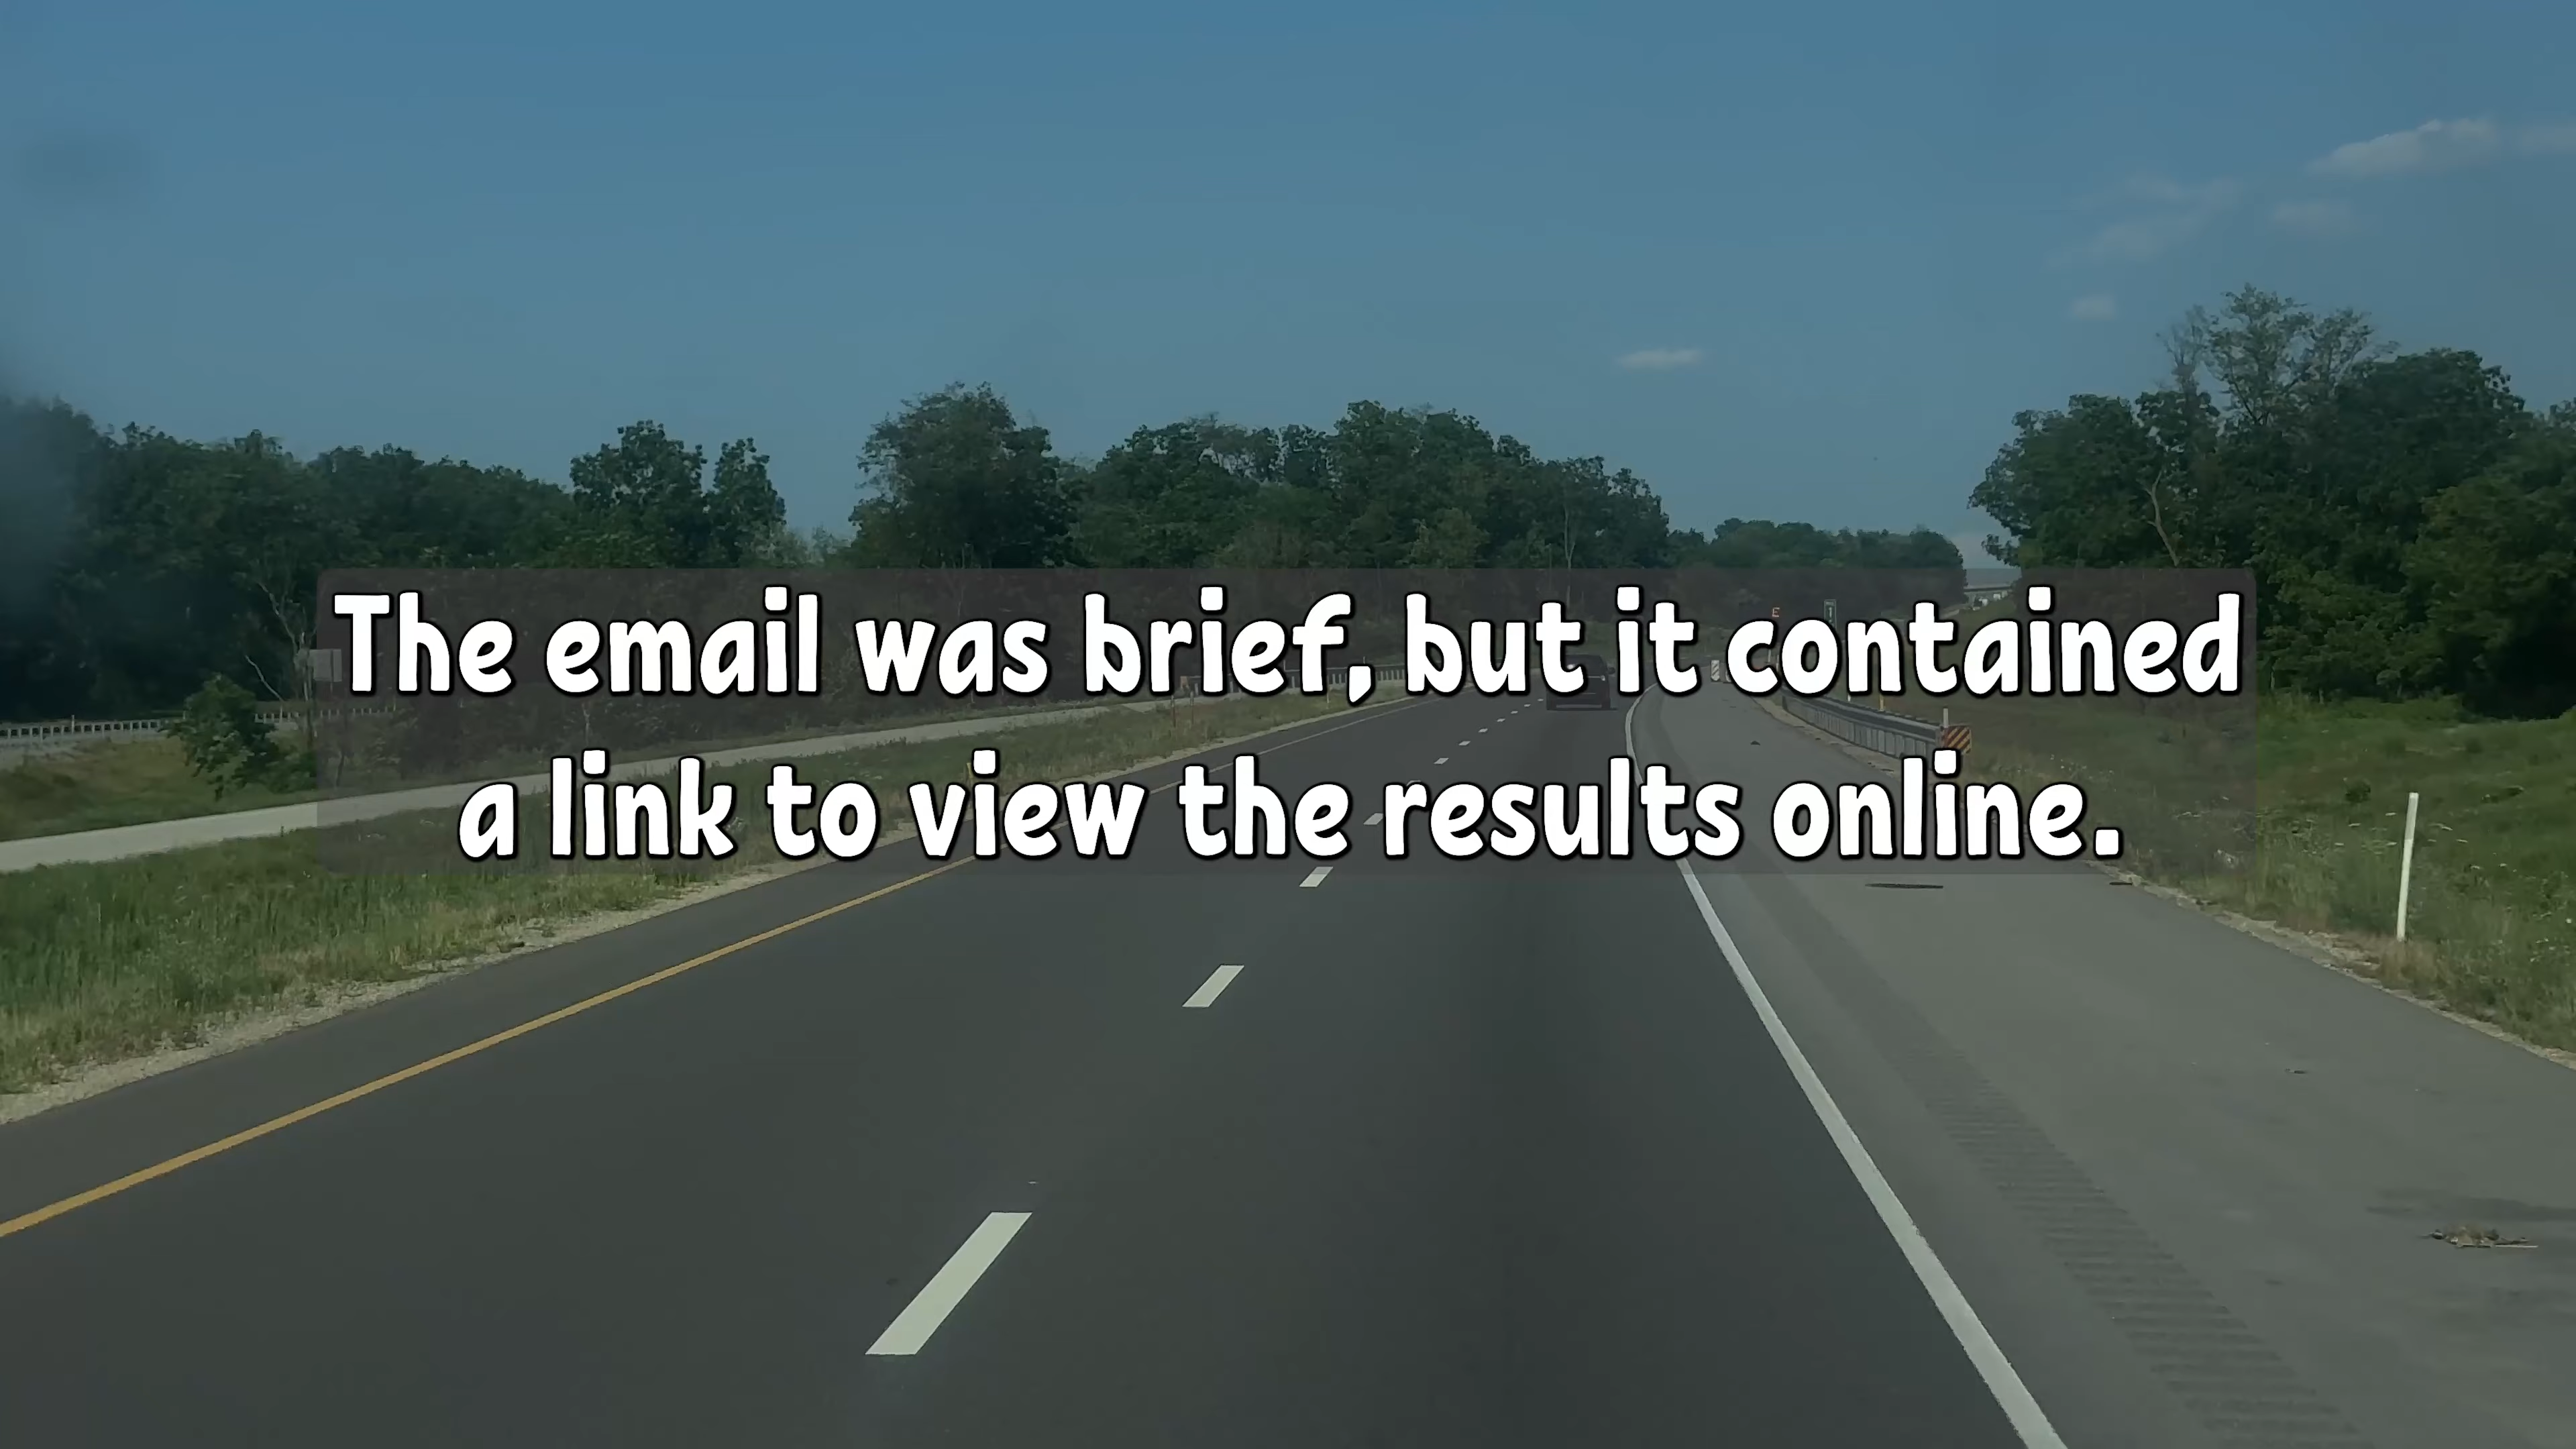 The email was brief, but it contained
a link to view the results online.